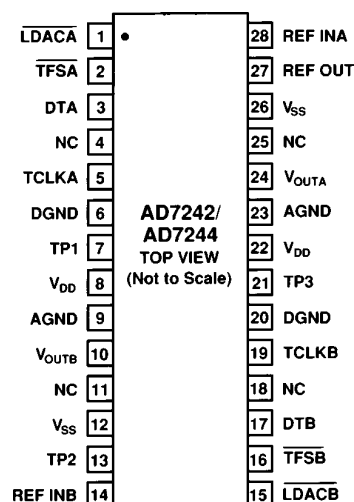 LDACA 1
TFSA 2
DTA 3
NC 4
TCLKA 5
DGND 6
TP1 7
VDD 8
AGND 9
VOUTB 10
NC 11
VSS 12
TP2 13
REF INB 14
AD7242/
AD7244
TOP VIEW
(Not to Scale)
28 REF INA
27 REF OUT
26 VSS
25 NC
24 VOUTA
23 AGND
22 VDD
21 TP3
20 DGND
19 TCLKB
18 NC
17 DTB
16 TFSB
15 LDACB